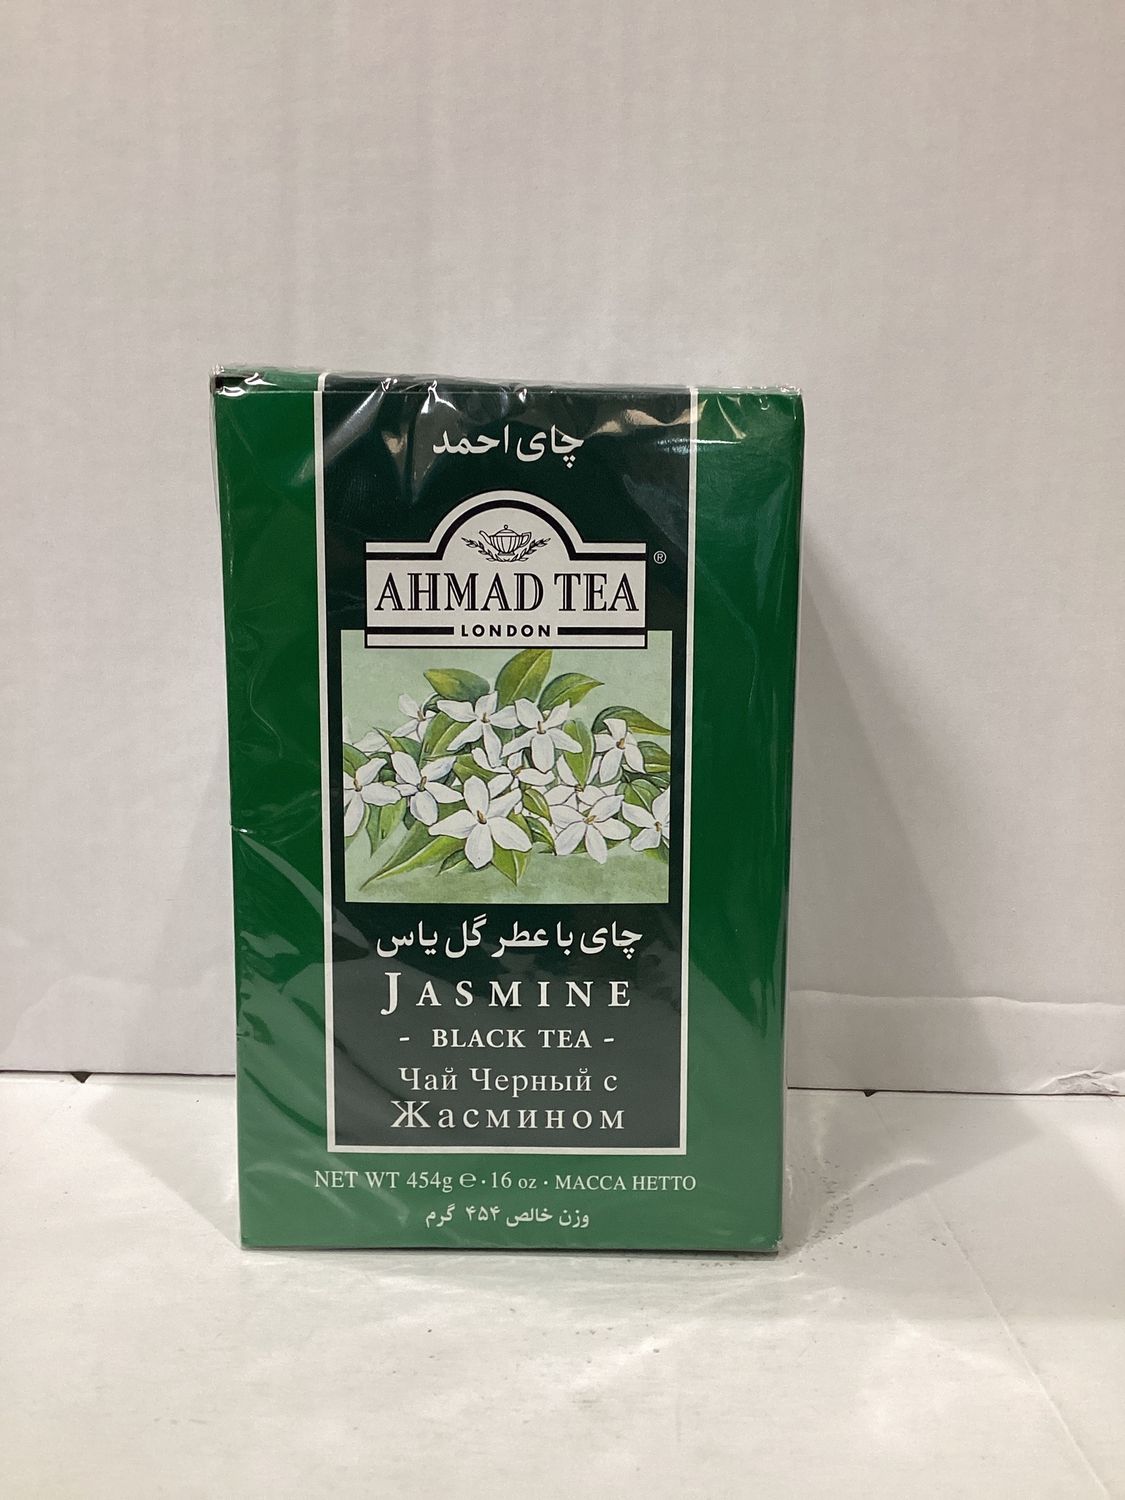 چای احمد
AHMAD TEA ®
LONDON
چای با عطر گل یاس
JASMINE
- BLACK TEA -
Чай Черный с
Жасмином
NET WT 454g ℮ · 16 oz · МАССА НЕТТО
وزن خالص ۴۵۴ گرم